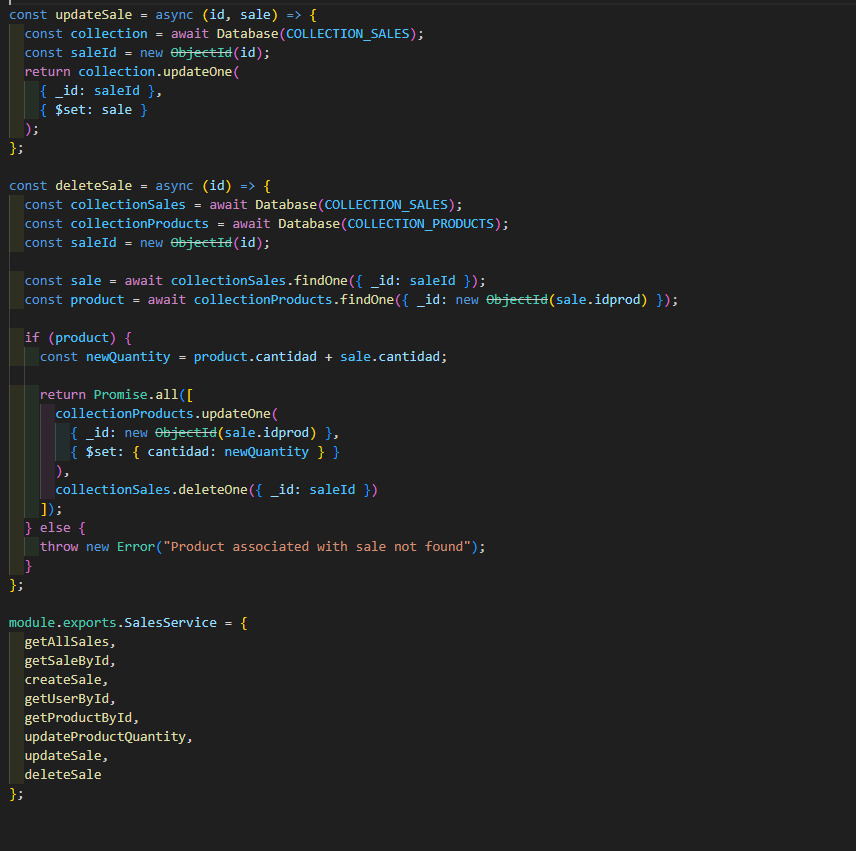 const updateSale = async (id, sale) => {
  const collection = await Database(COLLECTION_SALES);
  const saleId = new ObjectId(id);
  return collection.updateOne(
    { _id: saleId },
    { $set: sale }
  );
};

const deleteSale = async (id) => {
  const collectionSales = await Database(COLLECTION_SALES);
  const collectionProducts = await Database(COLLECTION_PRODUCTS);
  const saleId = new ObjectId(id);

  const sale = await collectionSales.findOne({ _id: saleId });
  const product = await collectionProducts.findOne({ _id: new ObjectId(sale.idprod) });

  if (product) {
    const newQuantity = product.cantidad + sale.cantidad;

    return Promise.all([
      collectionProducts.updateOne(
        { _id: new ObjectId(sale.idprod) },
        { $set: { cantidad: newQuantity } }
      ),
      collectionSales.deleteOne({ _id: saleId })
    ]);
  } else {
    throw new Error("Product associated with sale not found");
  }
};

module.exports.SalesService = {
  getAllSales,
  getSaleById,
  createSale,
  getUserById,
  getProductById,
  updateProductQuantity,
  updateSale,
  deleteSale
};